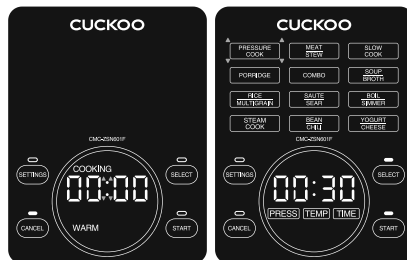 CUCKOO
CMC-ZSN601F
COOKING
SETTINGS
00:00
SELECT
CANCEL
WARM
START
CUCKOO
PRESSURE COOK
MEAT STEW
SLOW COOK
PORRIDGE
COMBO
SOUP BROTH
RICE MULTIGRAIN
SAUTE SEAR
BOIL SIMMER
STEAM COOK
BEAN CHILI
YOGURT CHEESE
CMC-ZSN601F
SETTINGS
00:30
SELECT
PRESS TEMP TIME
CANCEL
START